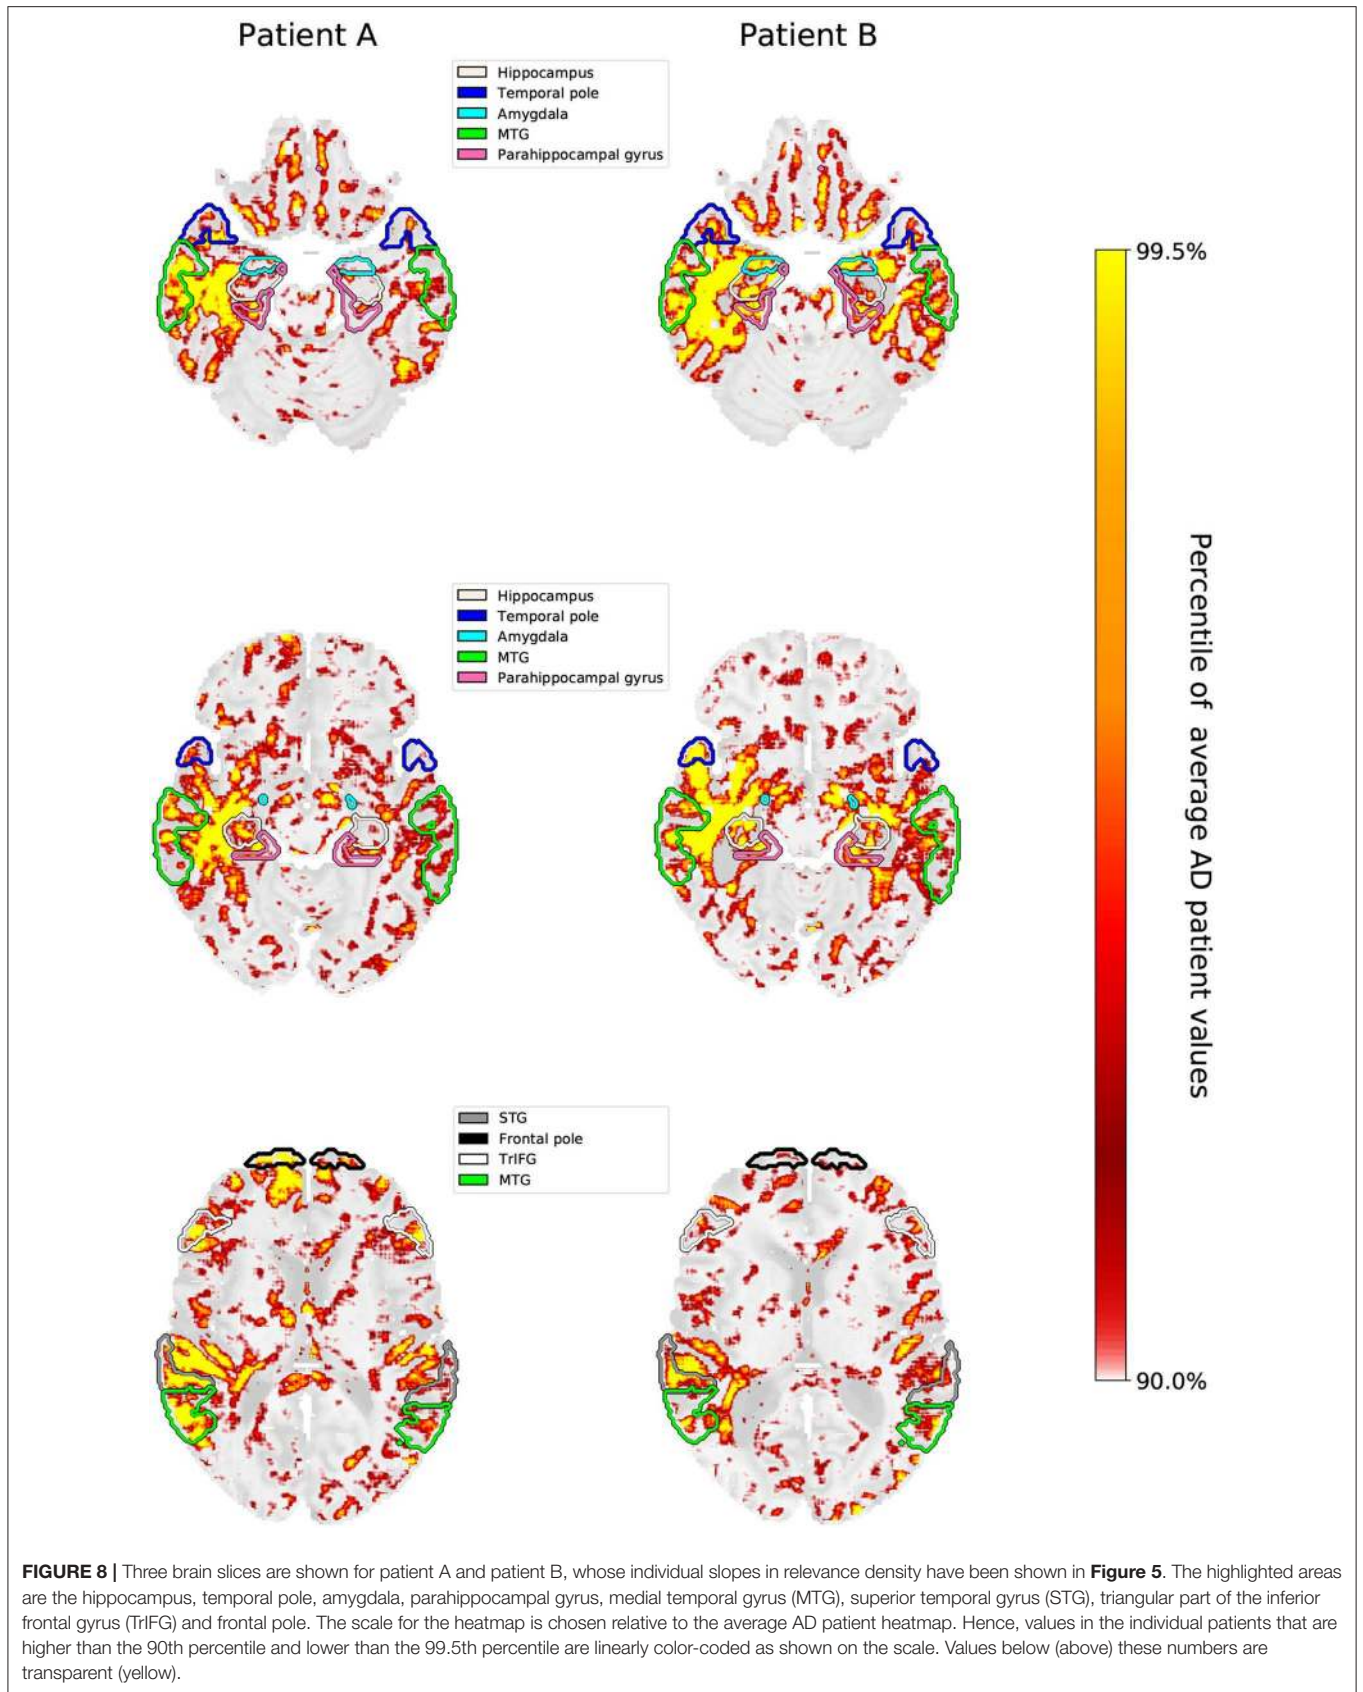 Patient A
Patient B
Hippocampus
Temporal pole
Amygdala
MTG
Parahippocampal gyrus
99.5%
Hippocampus
Temporal pole
Amygdala
MTG
Parahippocampal gyrus
Percentile of average AD patient values
STG
Frontal pole
TrIFG
MTG
90.0%
FIGURE 8 | Three brain slices are shown for patient A and patient B, whose individual slopes in relevance density have been shown in Figure 5. The highlighted areas
are the hippocampus, temporal pole, amygdala, parahippocampal gyrus, medial temporal gyrus (MTG), superior temporal gyrus (STG), triangular part of the inferior
frontal gyrus (TrIFG) and frontal pole. The scale for the heatmap is chosen relative to the average AD patient heatmap. Hence, values in the individual patients that are
higher than the 90th percentile and lower than the 99.5th percentile are linearly color-coded as shown on the scale. Values below (above) these numbers are
transparent (yellow).